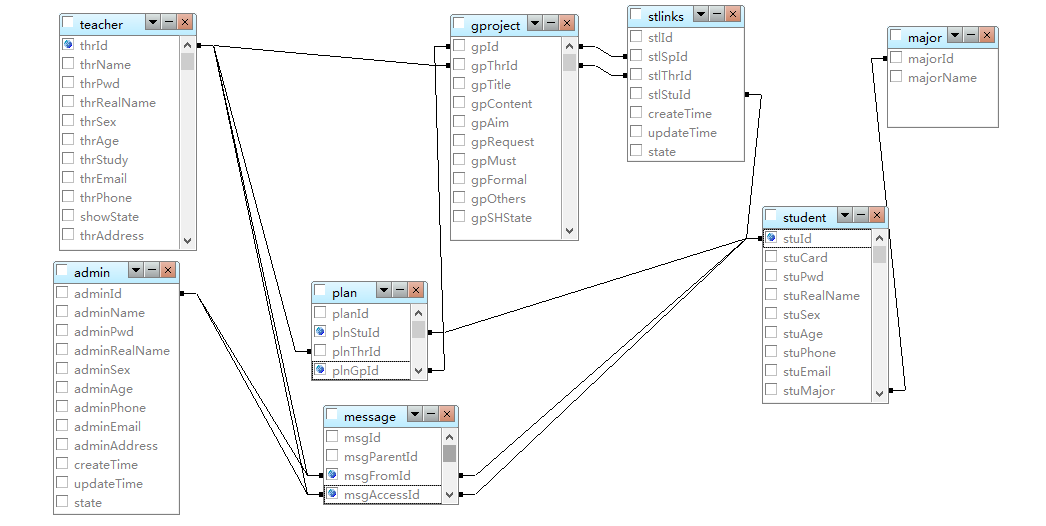 teacher
thrId
thrName
thrPwd
thrRealName
thrSex
thrAge
thrStudy
thrEmail
thrPhone
showState
thrAddress
gproject
gpId
gpThrId
gpTitle
gpContent
gpAim
gpRequest
gpMust
gpFormal
gpOthers
gpSHState
stlinks
stlId
stlSpId
stlThrId
stlStuId
createTime
updateTime
state
major
majorId
majorName
student
stuId
stuCard
stuPwd
stuRealName
stuSex
stuAge
stuPhone
stuEmail
stuMajor
admin
adminId
adminName
adminPwd
adminRealName
adminSex
adminAge
adminPhone
adminEmail
adminAddress
createTime
updateTime
state
plan
planId
plnStuId
plnThrId
plnGpId
message
msgId
msgParentId
msgFromId
msgAccessId